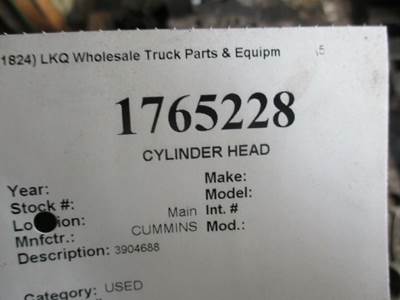 1824) LKQ Wholesale Truck Parts & Equipm
1765228
CYLINDER HEAD
Year: Make:
Stock #: Model:
Main Int. #
Mnfctr.: CUMMINS Mod.:
Description: 3904688
Category: USED